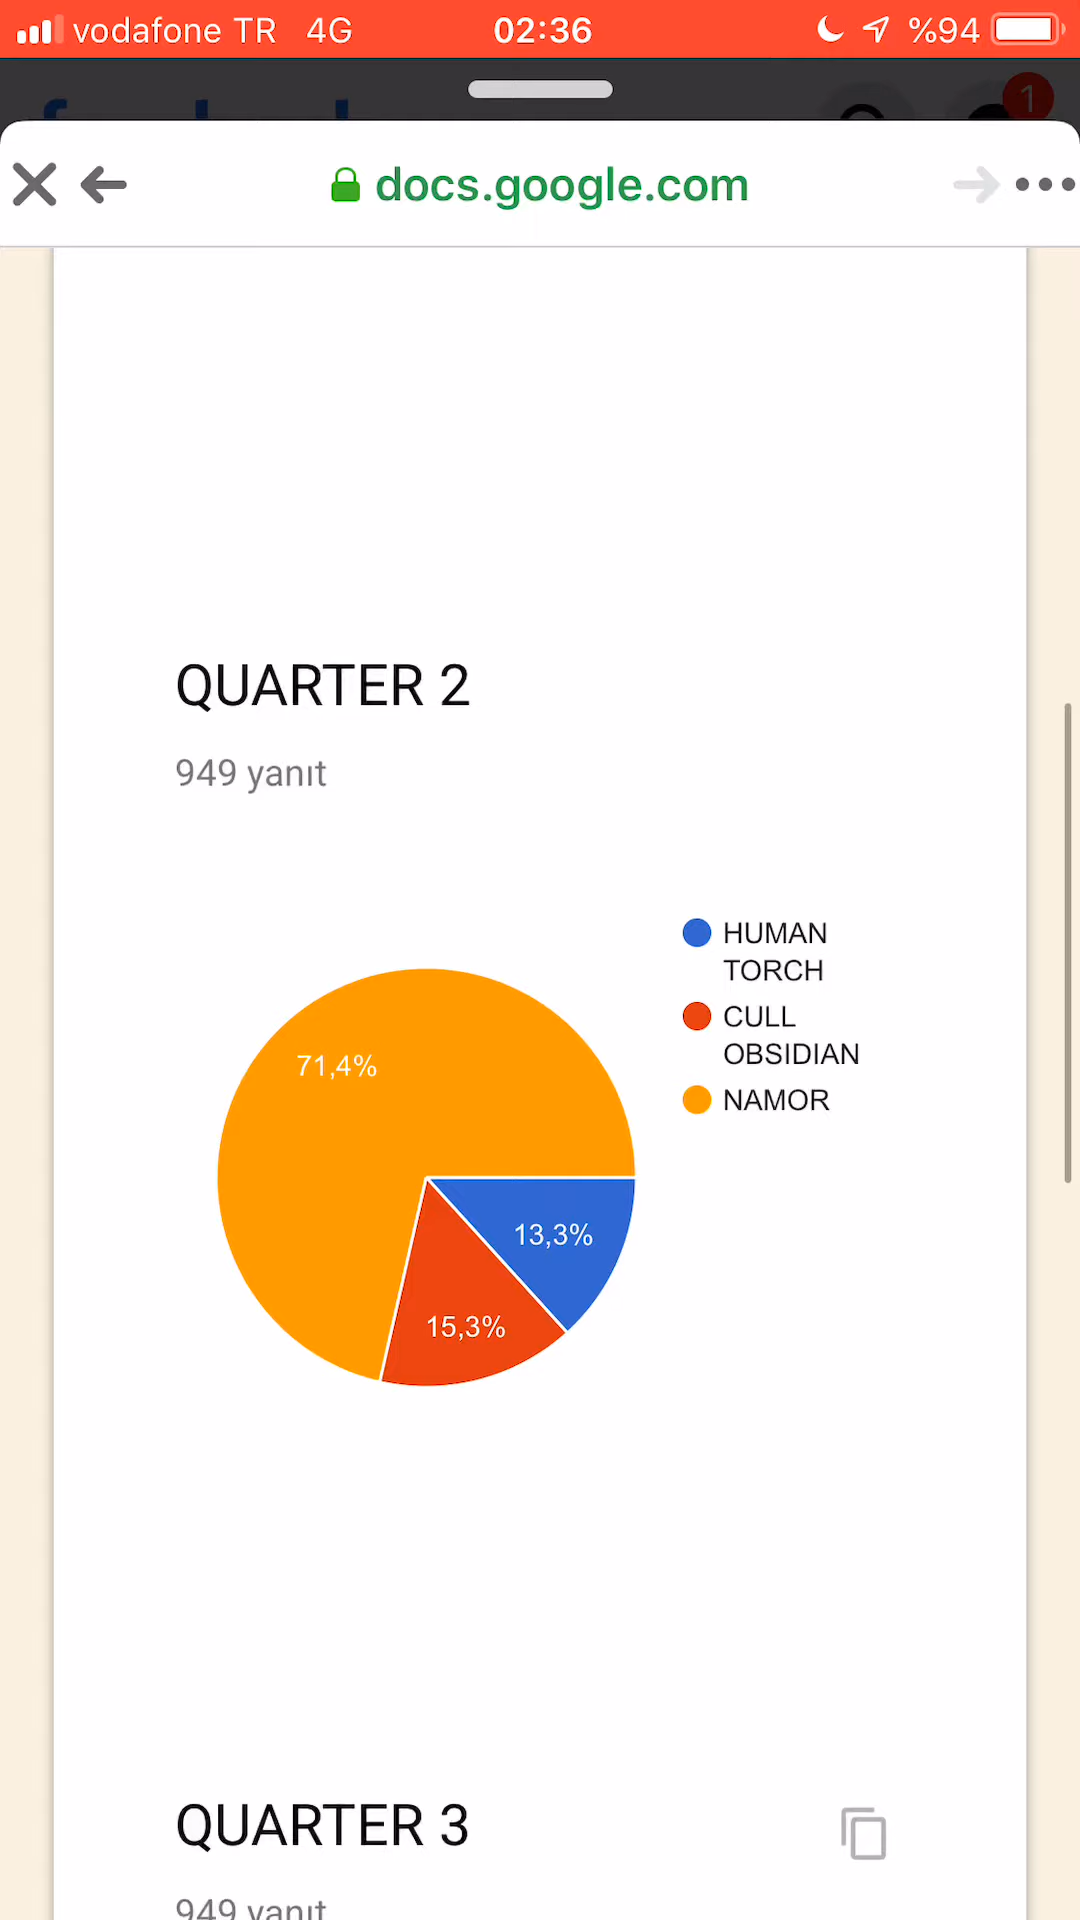 vodafone TR 4G 02:36 %94
1
docs.google.com
QUARTER 2
949 yanıt
HUMAN
TORCH
CULL
OBSIDIAN
NAMOR
71,4%
13,3%
15,3%
QUARTER 3
949 yanıt